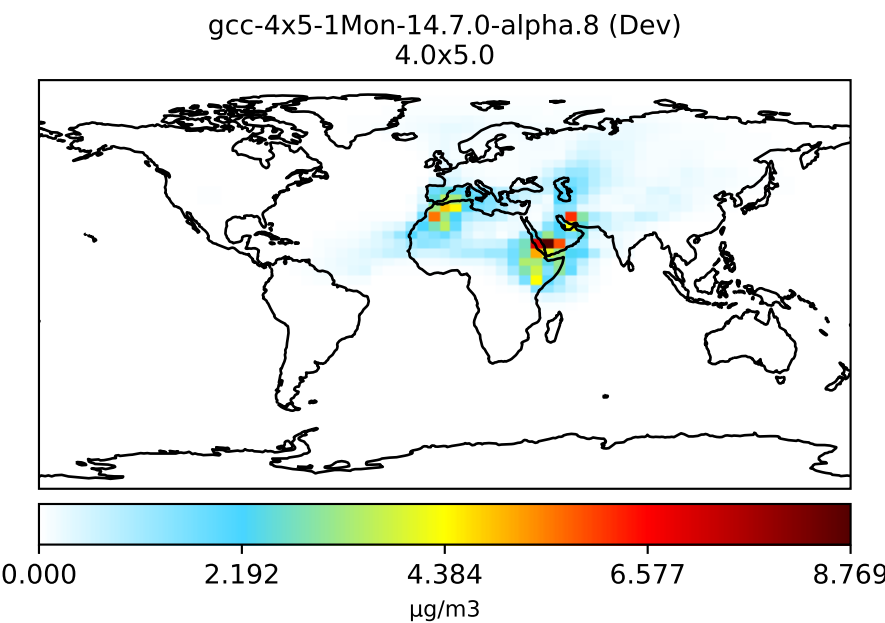 gcc-4x5-1Mon-14.7.0-alpha.8 (Dev)
4.0x5.0
0.000 2.192 4.384 6.577 8.769
μg/m3